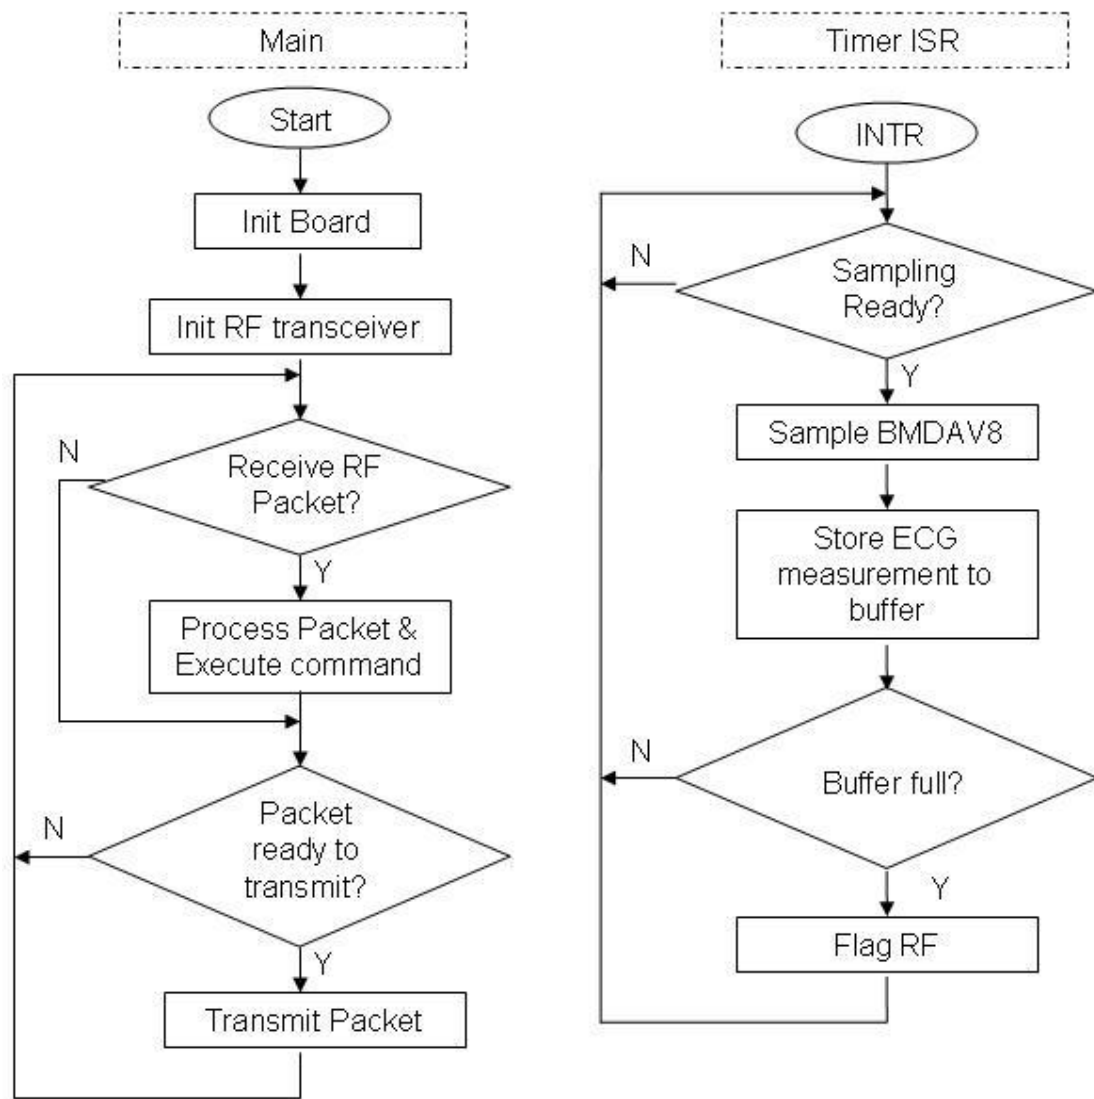 Main
Start
Init Board
Init RF transceiver
N
Receive RF
Packet?
Y
Process Packet &
Execute command
N
Packet
ready to
transmit?
Y
Transmit Packet
Timer ISR
INTR
N
Sampling
Ready?
Y
Sample BMDAV8
Store ECG
measurement to
buffer
N
Buffer full?
Y
Flag RF